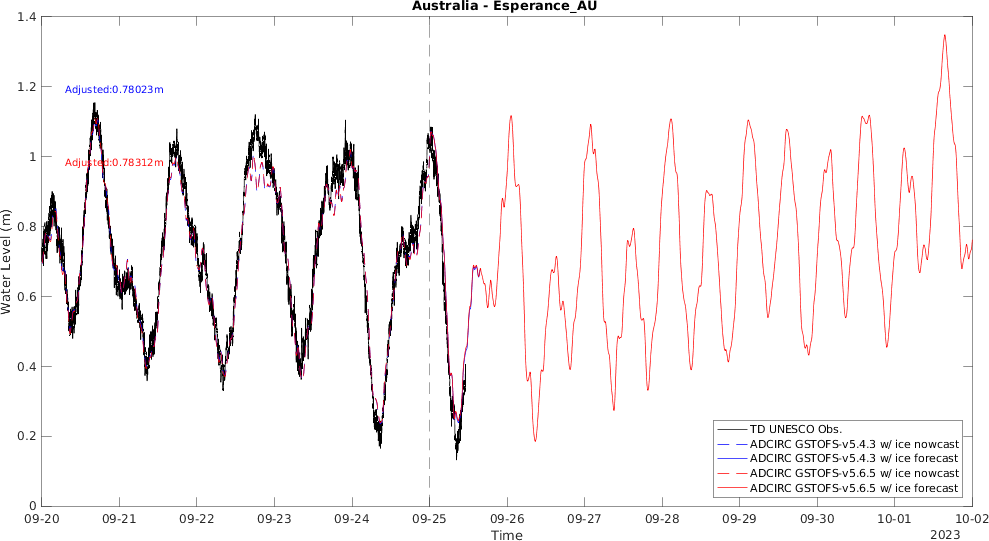 Australia - Esperance_AU
1.4
1.2
1
0.8
0.6
0.4
0.2
0
Water Level (m)
Adjusted:0.78023m
Adjusted:0.78312m
TD UNESCO Obs.
ADCIRC GSTOFS-v5.4.3 w/ ice nowcast
ADCIRC GSTOFS-v5.4.3 w/ ice forecast
ADCIRC GSTOFS-v5.6.5 w/ ice nowcast
ADCIRC GSTOFS-v5.6.5 w/ ice forecast
09-20 09-21 09-22 09-23 09-24 09-25 09-26 09-27 09-28 09-29 09-30 10-01 10-02
Time
2023